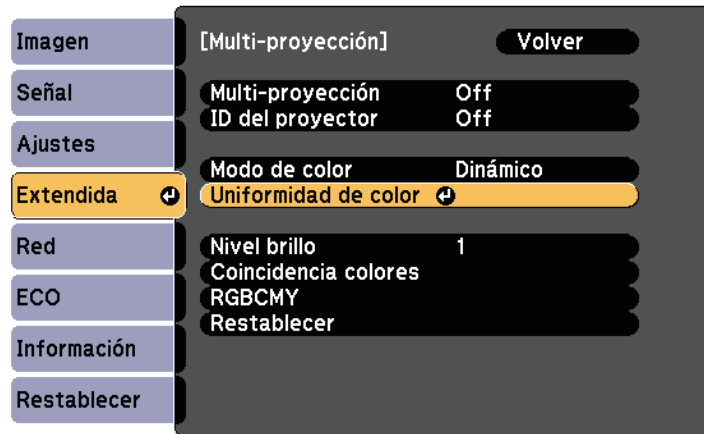 Imagen
Señal
Ajustes
Extendida
Red
ECO
Información
Restablecer
[Multi-proyección] Volver
Multi-proyección Off
ID del proyector Off
Modo de color Dinámico
Uniformidad de color
Nivel brillo 1
Coincidencia colores
RGBCMY
Restablecer